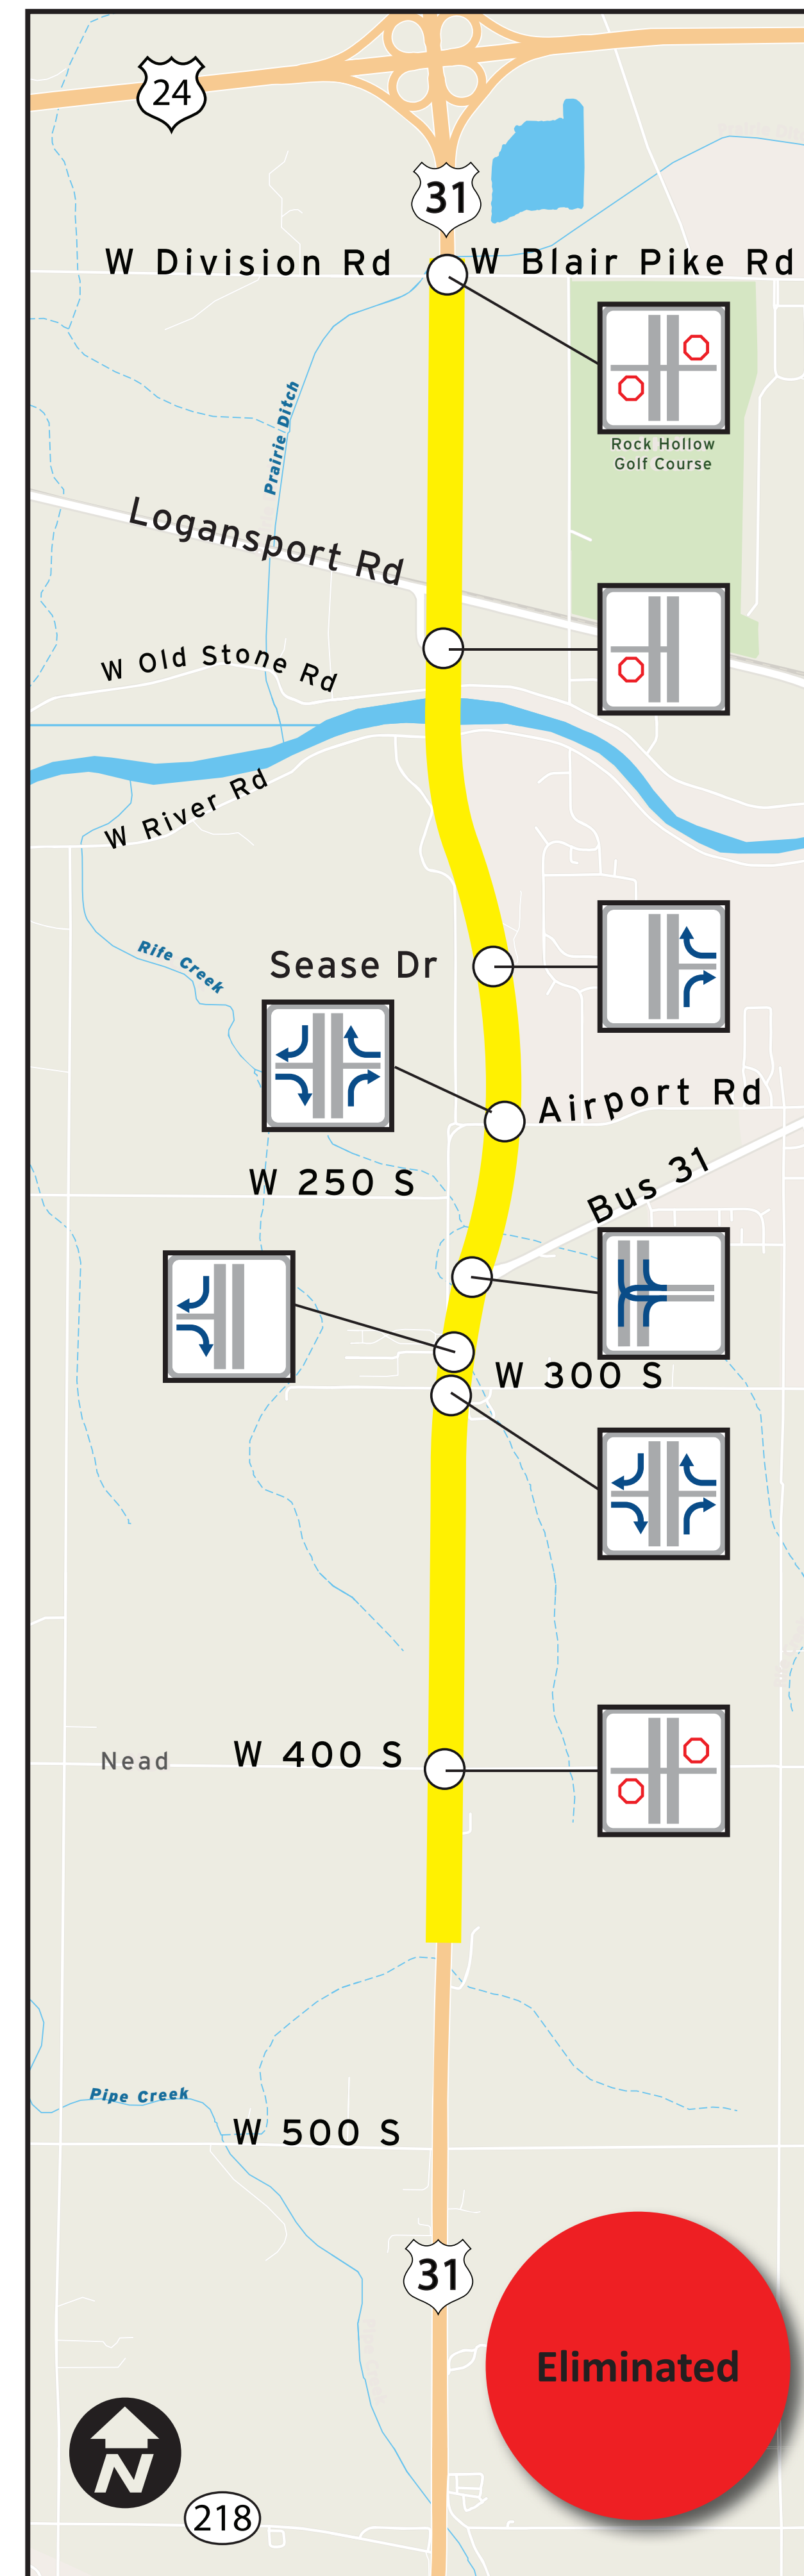 24
31
W Division Rd
W Blair Pike Rd
Prairie Ditch
Rock Hollow
Golf Course
Logansport Rd
W Old Stone Rd
W River Rd
Rife Creek
Sease Dr
Airport Rd
W 250 S
Bus 31
W 300 S
Nead
W 400 S
Pipe Creek
W 500 S
31
Eliminated
N
218